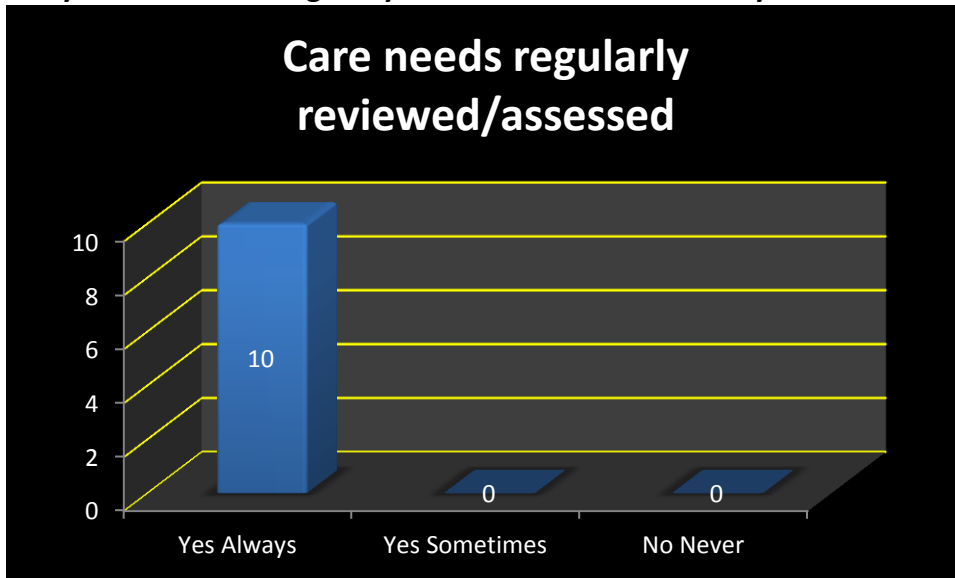 Care needs regularly
reviewed/assessed
10
8
6
4
2
0
10
0
0
Yes Always
Yes Sometimes
No Never